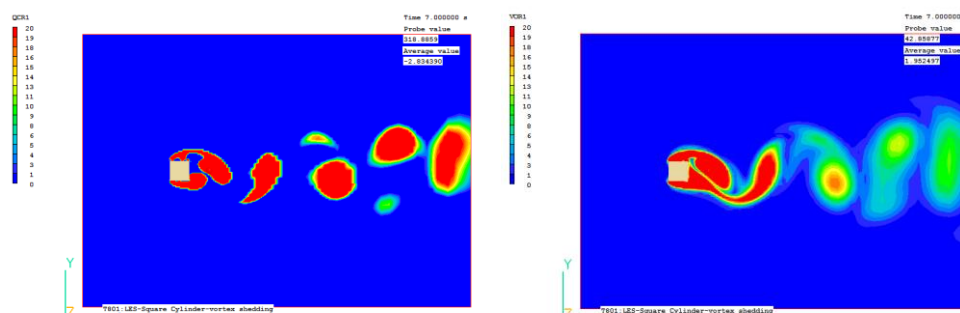 QCR1
Time 7.000000 s
Probe value
318.8859
Average value
-2.834390
20
19
18
16
15
14
13
11
10
9
8
6
5
4
3
1
0
Y
Z
T801:LES-Square Cylinder-vortex shedding
VOR1
Time 7.000000
Probe value
42.85877
Average value
1.952497
20
19
18
16
15
14
13
11
10
9
8
6
5
4
3
1
0
Y
Z
T801:LES-Square Cylinder-vortex shedding